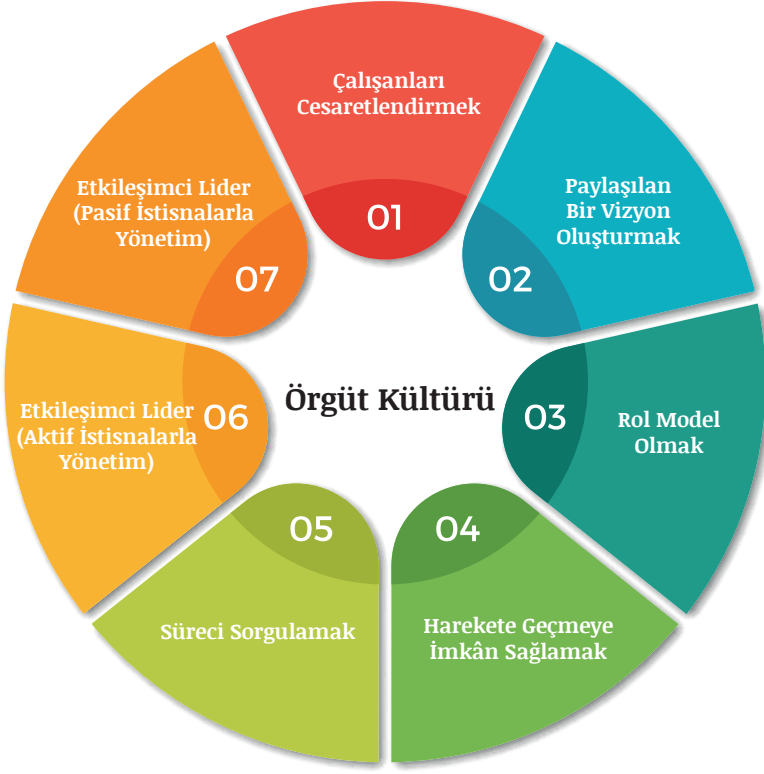 Çalışanları
Cesaretlendirmek
01
Paylaşılan
Bir Vizyon
Oluşturmak
02
Rol Model
Olmak
03
Harekete Geçmeye
İmkân Sağlamak
04
Süreci Sorgulamak
05
Etkileşimci Lider
(Aktif İstisnalarla
Yönetim)
06
Etkileşimci Lider
(Pasif İstisnalarla
Yönetim)
07
Örgüt Kültürü